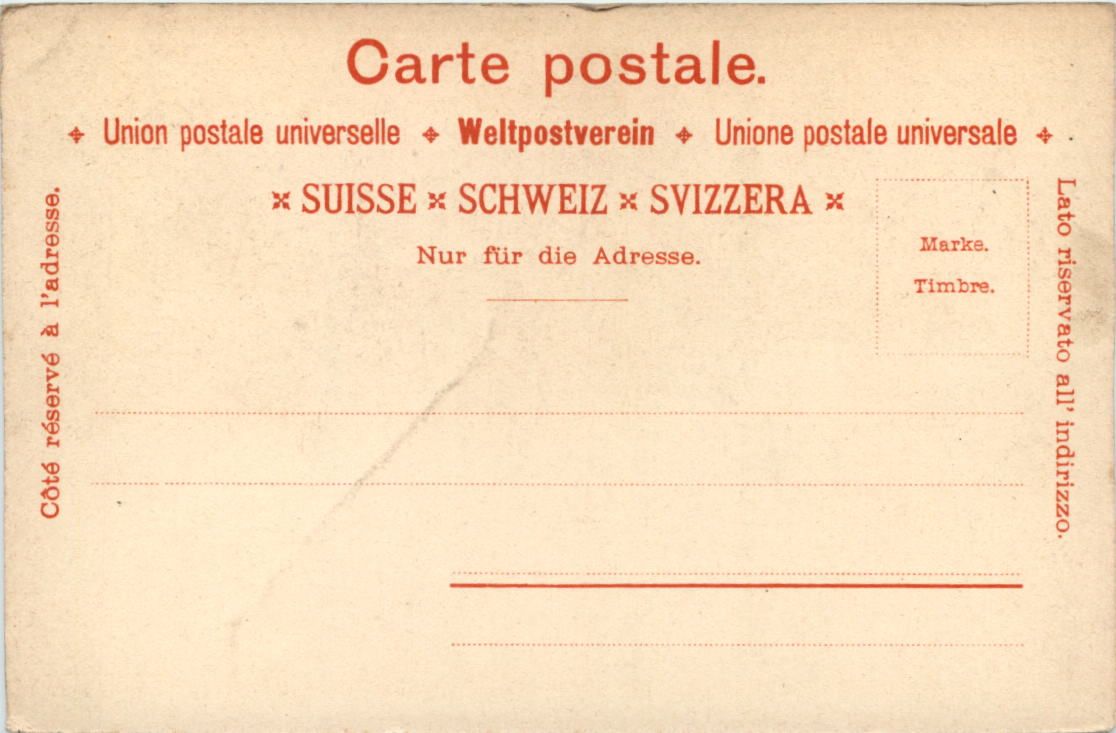 Carte postale.
Union postale universelle Weltpostverein Unione postale universale
SUISSE SCHWEIZ SVIZZERA
Nur für die Adresse.
Marke.
Timbre.
Côté réservé à l'adresse.
Lato riservato all' indirizzo.